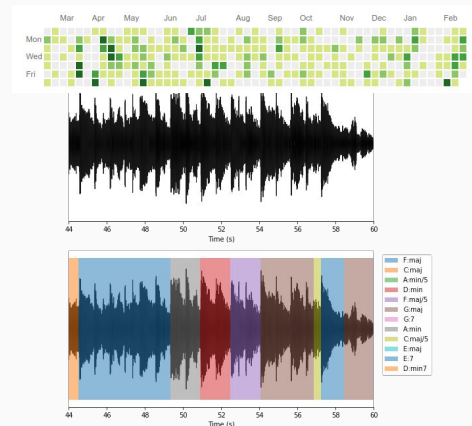 Mar Apr May Jun Jul Aug Sep Oct Nov Dec Jan Feb
Mon
Wed
Fri
44 46 48 50 52 54 56 58 60
Time (s)
F:maj
C:maj
A:min/5
D:min
F:maj/5
G:maj
G:7
A:min
C:maj/5
E:maj
E:7
D:min7
44 46 48 50 52 54 56 58 60
Time (s)